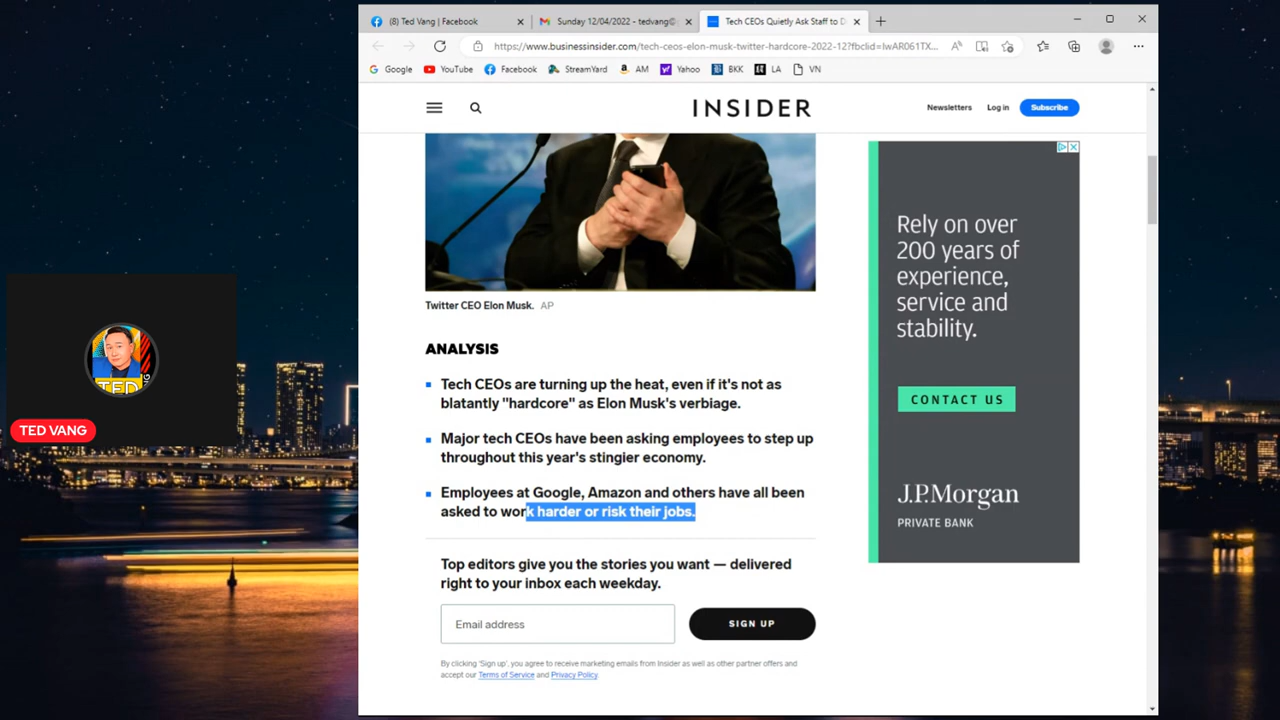 (8) Ted Vang | Facebook
Sunday 12/04/2022 - tedvang@
Tech CEOs Quietly Ask Staff to D
https://www.businessinsider.com/tech-ceos-elon-musk-twitter-hardcore-2022-12?fbclid=IwAR061TX...
Google
YouTube
Facebook
StreamYard
AM
Yahoo
BKK
LA
VN
INSIDER
Newsletters
Log in
Subscribe
Twitter CEO Elon Musk. AP
ANALYSIS
Tech CEOs are turning up the heat, even if it's not as
blatantly "hardcore" as Elon Musk's verbiage.
Major tech CEOs have been asking employees to step up
throughout this year's stingier economy.
Employees at Google, Amazon and others have all been
asked to work harder or risk their jobs.
Top editors give you the stories you want — delivered
right to your inbox each weekday.
Email address
SIGN UP
By clicking 'Sign up', you agree to receive marketing emails from Insider as well as other partner offers and
accept our Terms of Service and Privacy Policy.
Rely on over
200 years of
experience,
service and
stability.
CONTACT US
J.P.Morgan
PRIVATE BANK
TED
TED VANG